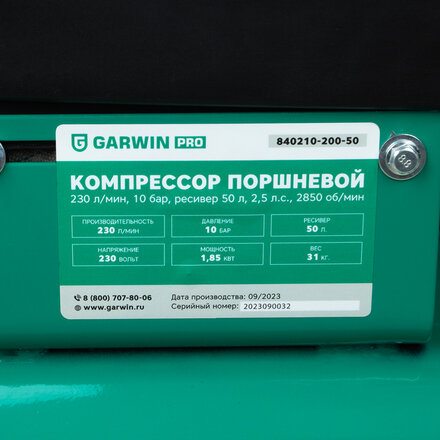 GARWIN PRO
840210-200-50
КОМПРЕССОР ПОРШНЕВОЙ
230 л/мин, 10 бар, ресивер 50 л, 2,5 л.с., 2850 об/мин
ПРОИЗВОДИТЕЛЬНОСТЬ
230 Л/МИН
ДАВЛЕНИЕ
10 БАР
РЕСИВЕР
50 Л.
НАПРЯЖЕНИЕ
230 ВОЛЬТ
МОЩНОСТЬ
1,85 КВТ
ВЕС
31 КГ.
8 (800) 707-80-06
www.garwin.ru
Дата производства: 09/2023
Серийный номер: 2023090032
8.8